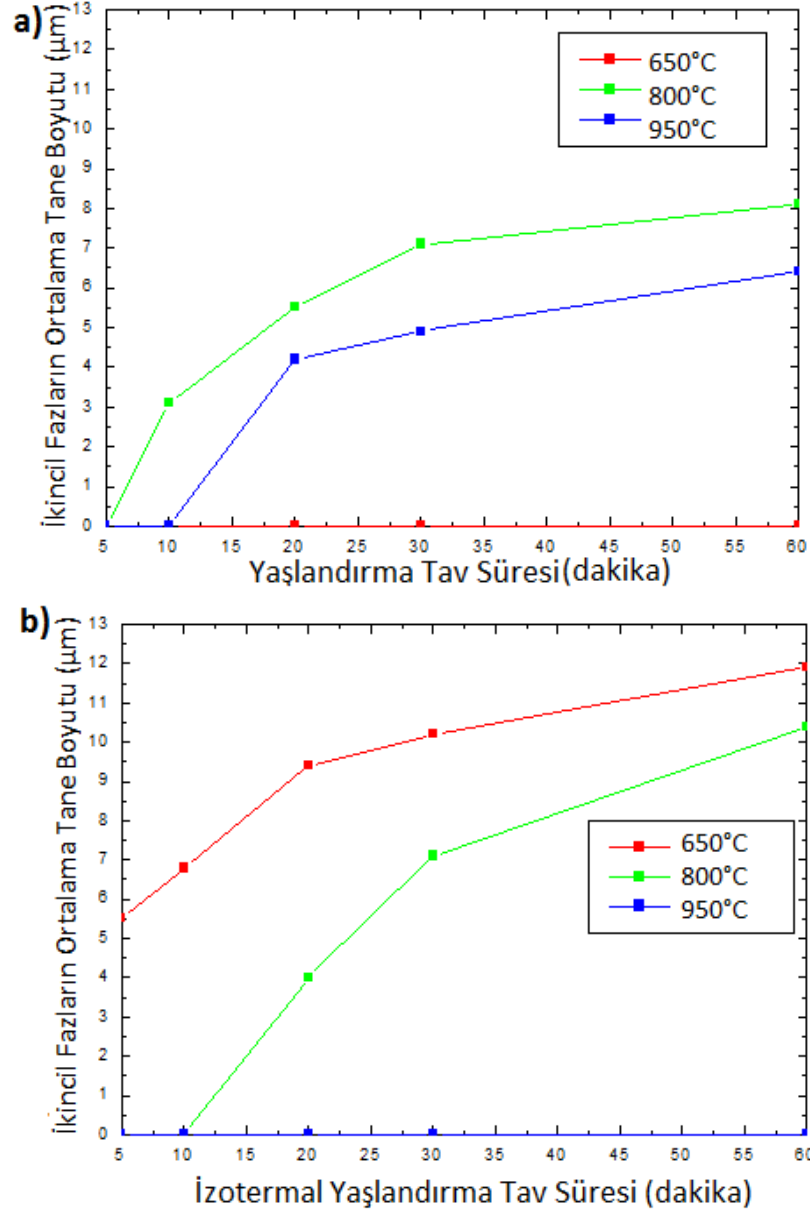 a)
İkincil Fazların Ortalama Tane Boyutu (µm)
13
12
11
10
9
8
7
6
5
4
3
2
1
0
650°C
800°C
950°C
5 10 15 20 25 30 35 40 45 50 55 60
Yaşlandırma Tav Süresi(dakika)
b)
İkincil Fazların Ortalama Tane Boyutu (µm)
13
12
11
10
9
8
7
6
5
4
3
2
1
0
650°C
800°C
950°C
5 10 15 20 25 30 35 40 45 50 55 60
İzotermal Yaşlandırma Tav Süresi (dakika)